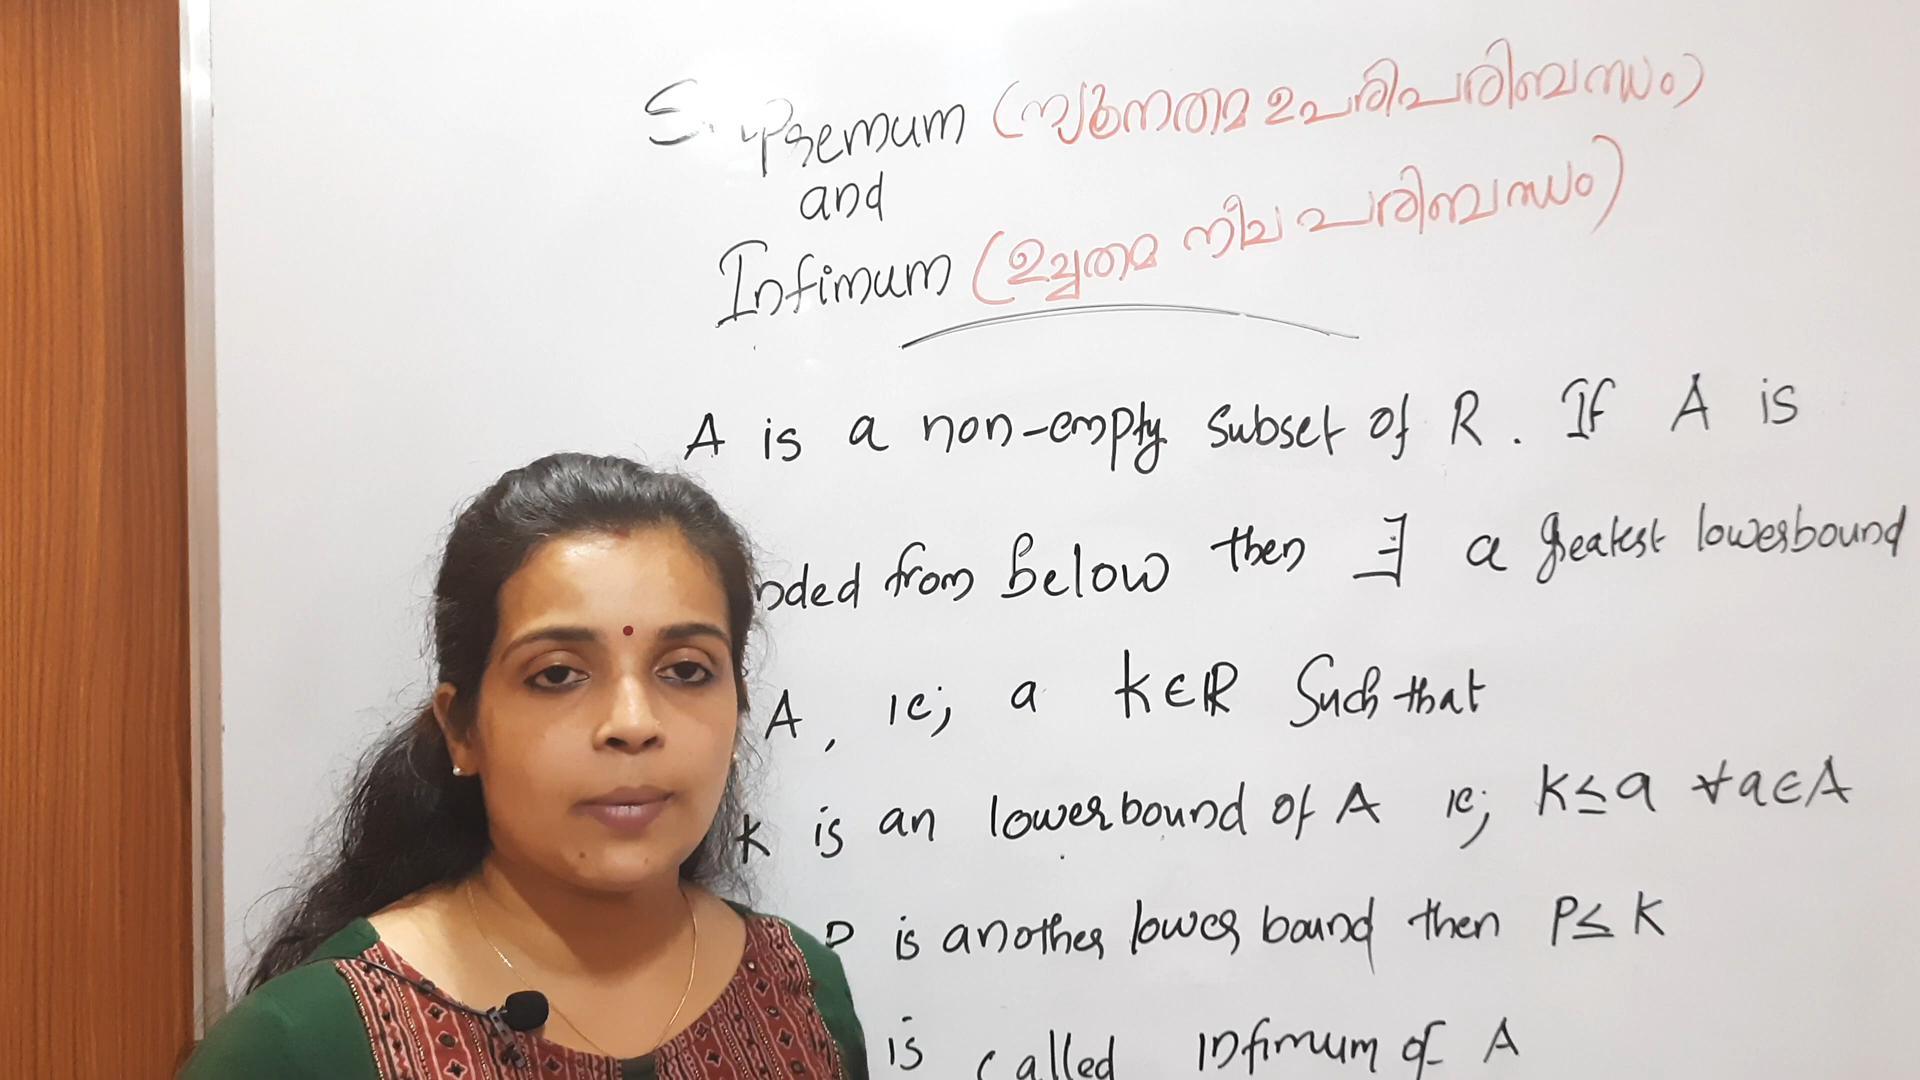 Supremum (ന്യൂനതമ ഉപരിപരിബന്ധം)
and
Infimum (ഉച്ചതമ നീച പരിബന്ധം)
A is a non-empty subset of R. If A is
nded from Below then ∃ a greatest lowerbound
A, ie; a k∈ℝ Such that
K is an lowerbound of A ie; K≤a ∀a∈A
P is another lower bound then P≤K
is called infimum of A